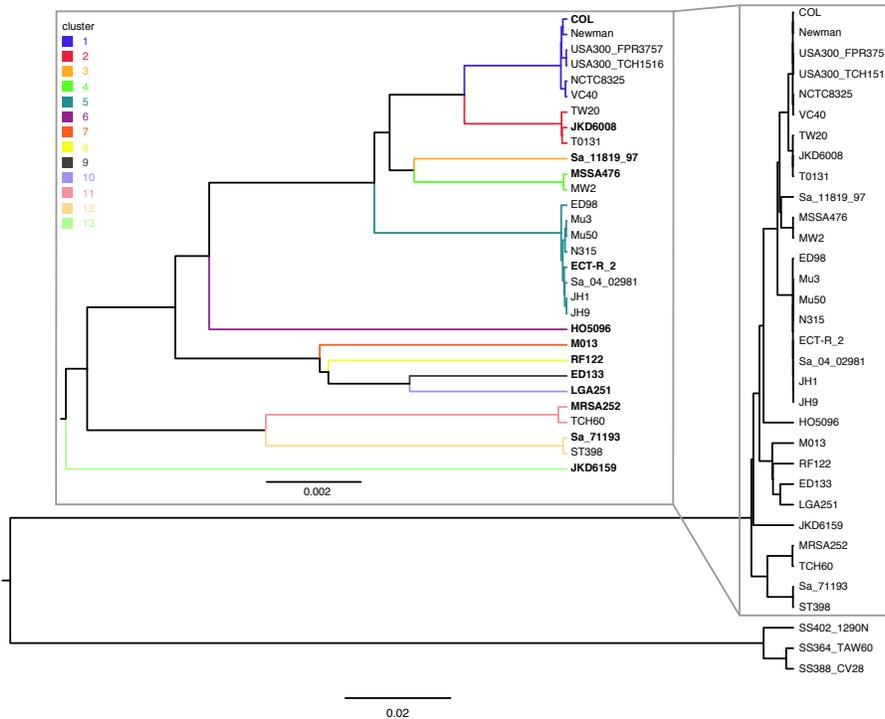 cluster
1
2
3
4
5
6
7
8
9
10
11
12
13
COL
Newman
USA300_FPR3757
USA300_TCH1516
NCTC8325
VC40
TW20
JKD6008
T0131
Sa_11819_97
MSSA476
MW2
ED98
Mu3
Mu50
N315
ECT-R_2
Sa_04_02981
JH1
JH9
HO5096
M013
RF122
ED133
LGA251
MRSA252
TCH60
Sa_71193
ST398
JKD6159
0.002
COL
Newman
USA300_FPR375
USA300_TCH151
NCTC8325
VC40
TW20
JKD6008
T0131
Sa_11819_97
MSSA476
MW2
ED98
Mu3
Mu50
N315
ECT-R_2
Sa_04_02981
JH1
JH9
HO5096
M013
RF122
ED133
LGA251
JKD6159
MRSA252
TCH60
Sa_71193
ST398
SS402_1290N
SS364_TAW60
SS388_CV28
0.02